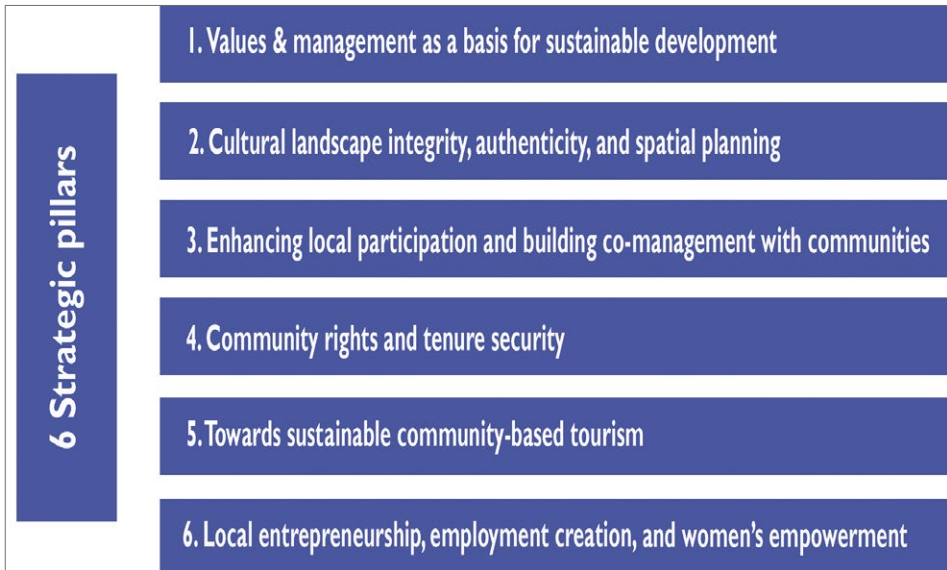 6 Strategic pillars
1. Values & management as a basis for sustainable development
2. Cultural landscape integrity, authenticity, and spatial planning
3. Enhancing local participation and building co-management with communities
4. Community rights and tenure security
5. Towards sustainable community-based tourism
6. Local entrepreneurship, employment creation, and women’s empowerment